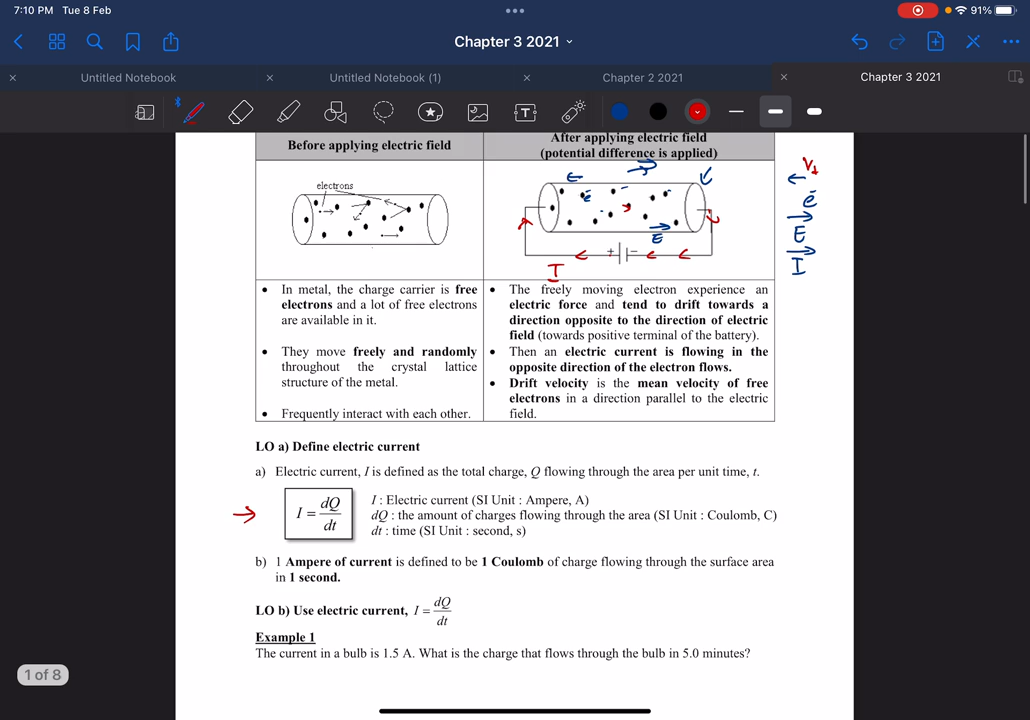 7:10 PM Tue 8 Feb
91%
Chapter 3 2021
Untitled Notebook
Untitled Notebook (1)
Chapter 2 2021
Chapter 3 2021
Before applying electric field
After applying electric field
(potential difference is applied)
electrons
e
E
I
+
−
e
E
I
• In metal, the charge carrier is free
electrons and a lot of free electrons
are available in it.
• They move freely and randomly
throughout the crystal lattice
structure of the metal.
• Frequently interact with each other.
• The freely moving electron experience an
electric force and tend to drift towards a
direction opposite to the direction of electric
field (towards positive terminal of the battery).
• Then an electric current is flowing in the
opposite direction of the electron flows.
• Drift velocity is the mean velocity of free
electrons in a direction parallel to the electric
field.
LO a) Define electric current
a) Electric current, I is defined as the total charge, Q flowing through the area per unit time, t.
I = dQ/dt
I : Electric current (SI Unit : Ampere, A)
dQ : the amount of charges flowing through the area (SI Unit : Coulomb, C)
dt : time (SI Unit : second, s)
b) 1 Ampere of current is defined to be 1 Coulomb of charge flowing through the surface area
in 1 second.
LO b) Use electric current, I = dQ/dt
Example 1
The current in a bulb is 1.5 A. What is the charge that flows through the bulb in 5.0 minutes?
1 of 8